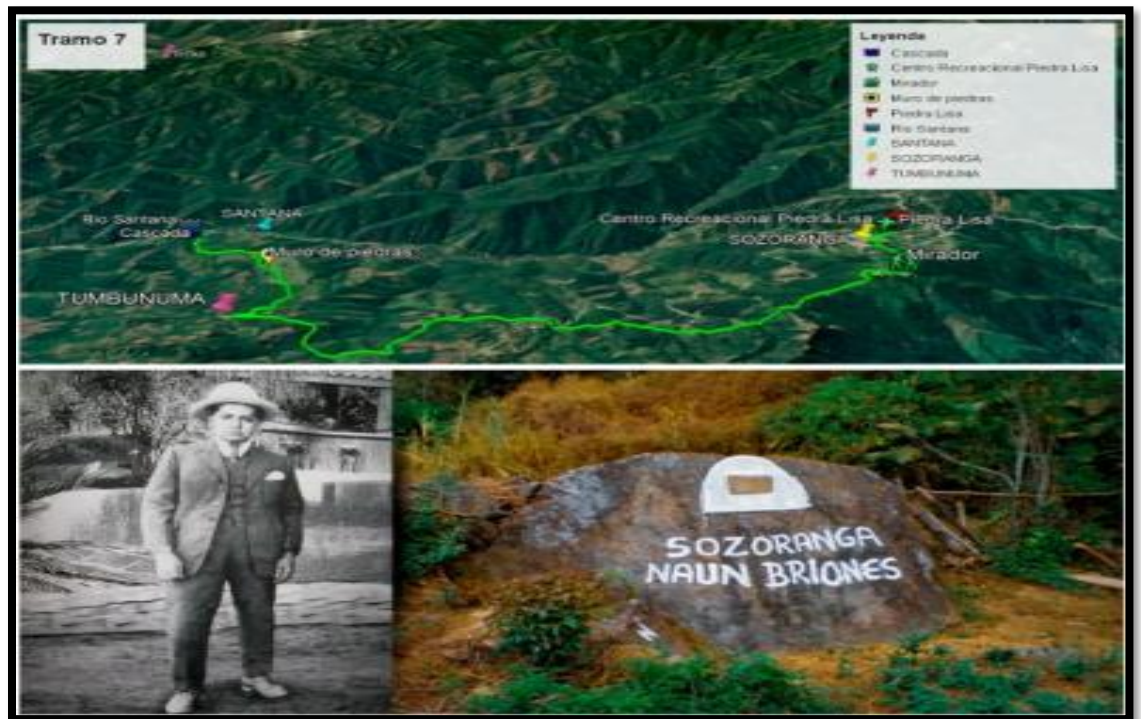 Tramo 7
Leyenda
Cascada
Centro Recreacional Piedra Lisa
Mirador
Muro de piedras
Piedra Lisa
Rio Santana
SANTANA
SOZORANGA
TUMBUNUMA
Rio Santana
SANTANA
Cascada
Muro de piedras
TUMBUNUMA
Centro Recreacional Piedra Lisa
Piedra Lisa
SOZORANG
Mirador
SOZORANGA
NAUN BRIONES